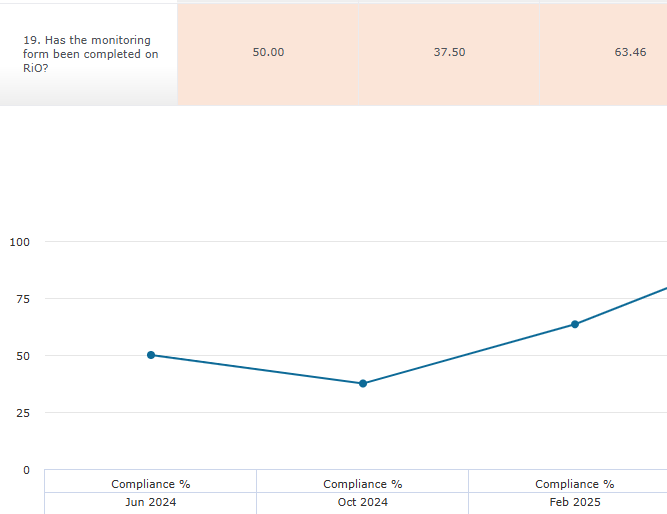 19. Has the monitoring
form been completed on
RiO?
50.00 37.50 63.46
100
75
50
25
0
Compliance % Compliance % Compliance %
Jun 2024 Oct 2024 Feb 2025